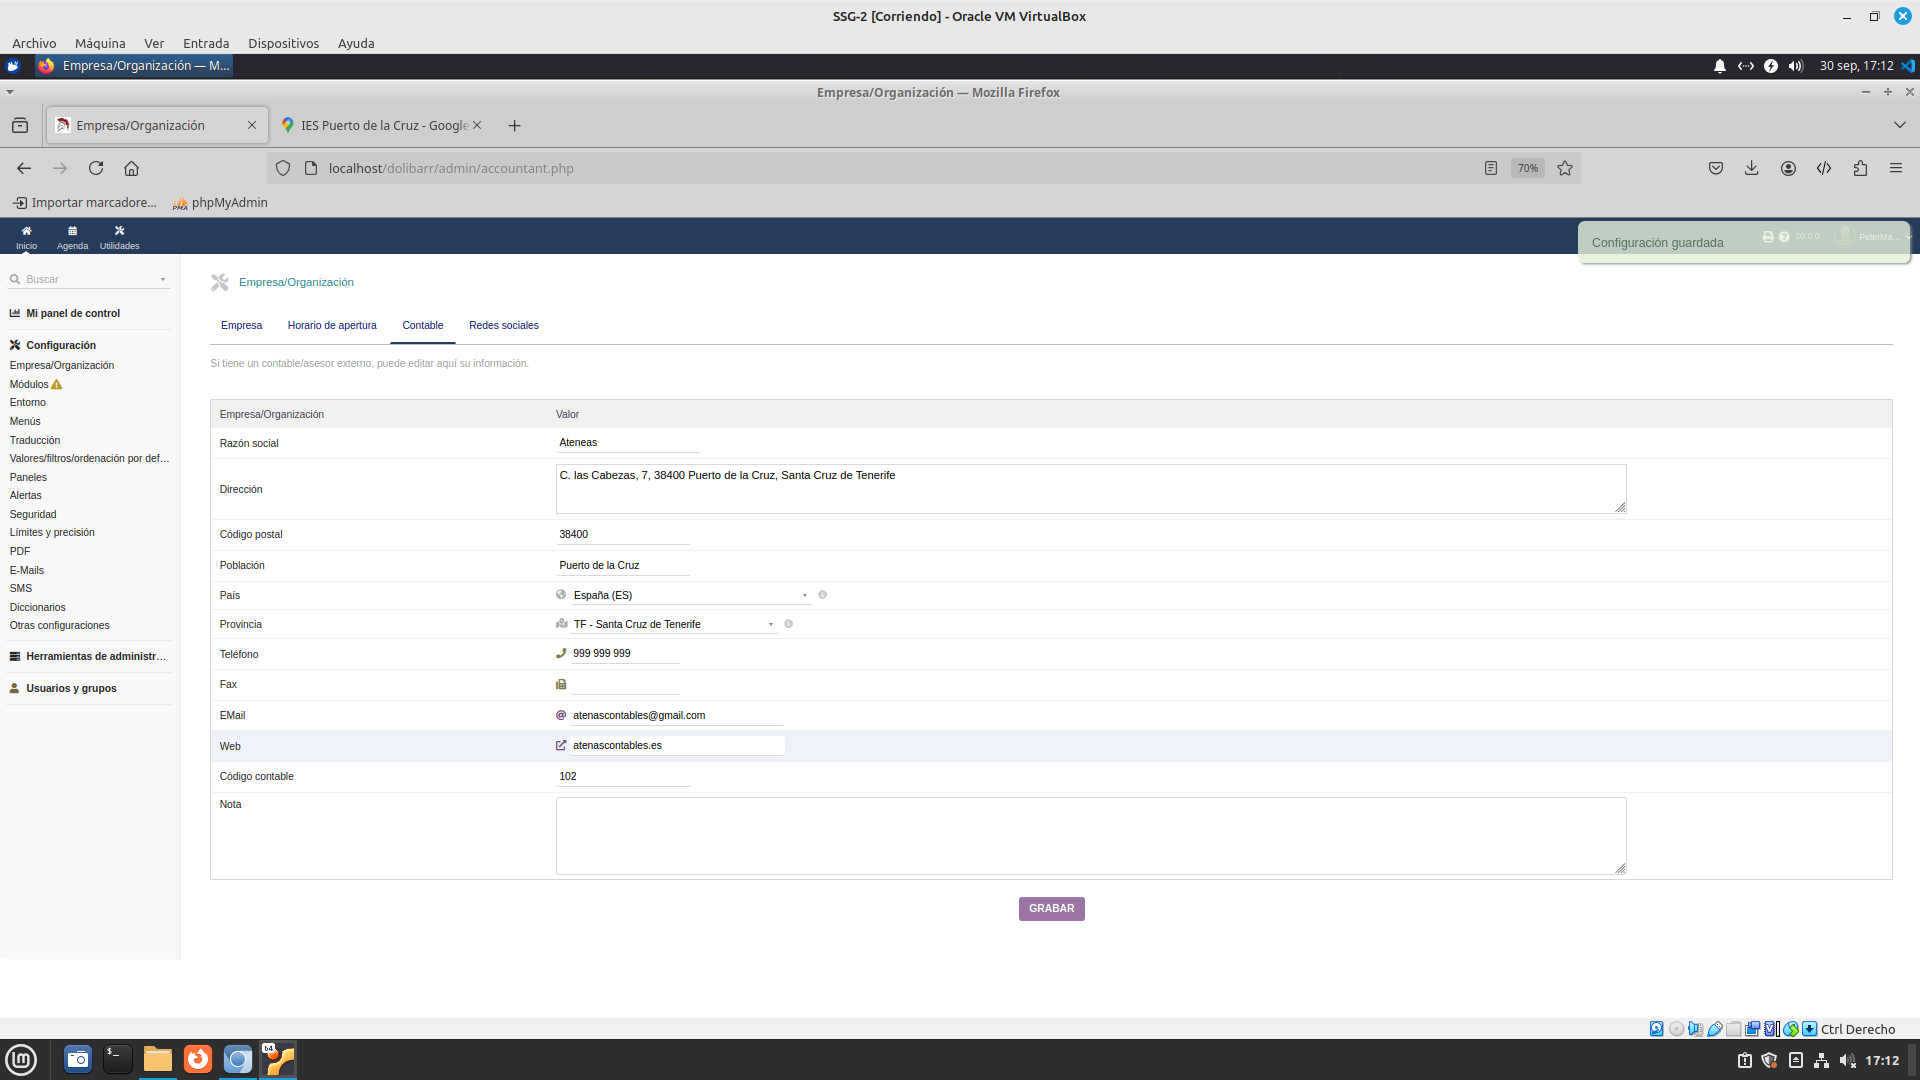 SSG-2 [Corriendo] - Oracle VM VirtualBox
Archivo Máquina Ver Entrada Dispositivos Ayuda
Empresa/Organización — M...
30 sep, 17:12
Empresa/Organización — Mozilla Firefox
Empresa/Organización
IES Puerto de la Cruz - Google
localhost/dolibarr/admin/accountant.php
70%
Importar marcadore...
phpMyAdmin
Inicio Agenda Utilidades
Configuración guardada
20.0.0
PeterMa...
Buscar
Mi panel de control
Configuración
Empresa/Organización
Módulos
Entorno
Menús
Traducción
Valores/filtros/ordenación por def...
Paneles
Alertas
Seguridad
Límites y precisión
PDF
E-Mails
SMS
Diccionarios
Otras configuraciones
Herramientas de administr...
Usuarios y grupos
Empresa/Organización
Empresa Horario de apertura Contable Redes sociales
Si tiene un contable/asesor externo, puede editar aquí su información.
Empresa/Organización Valor
Razón social Ateneas
Dirección C. las Cabezas, 7, 38400 Puerto de la Cruz, Santa Cruz de Tenerife
Código postal 38400
Población Puerto de la Cruz
País España (ES)
Provincia TF - Santa Cruz de Tenerife
Teléfono 999 999 999
Fax
EMail atenascontables@gmail.com
Web atenascontables.es
Código contable 102
Nota
GRABAR
Ctrl Derecho
64
17:12